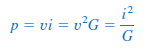 p = vi = v²G = i²/G